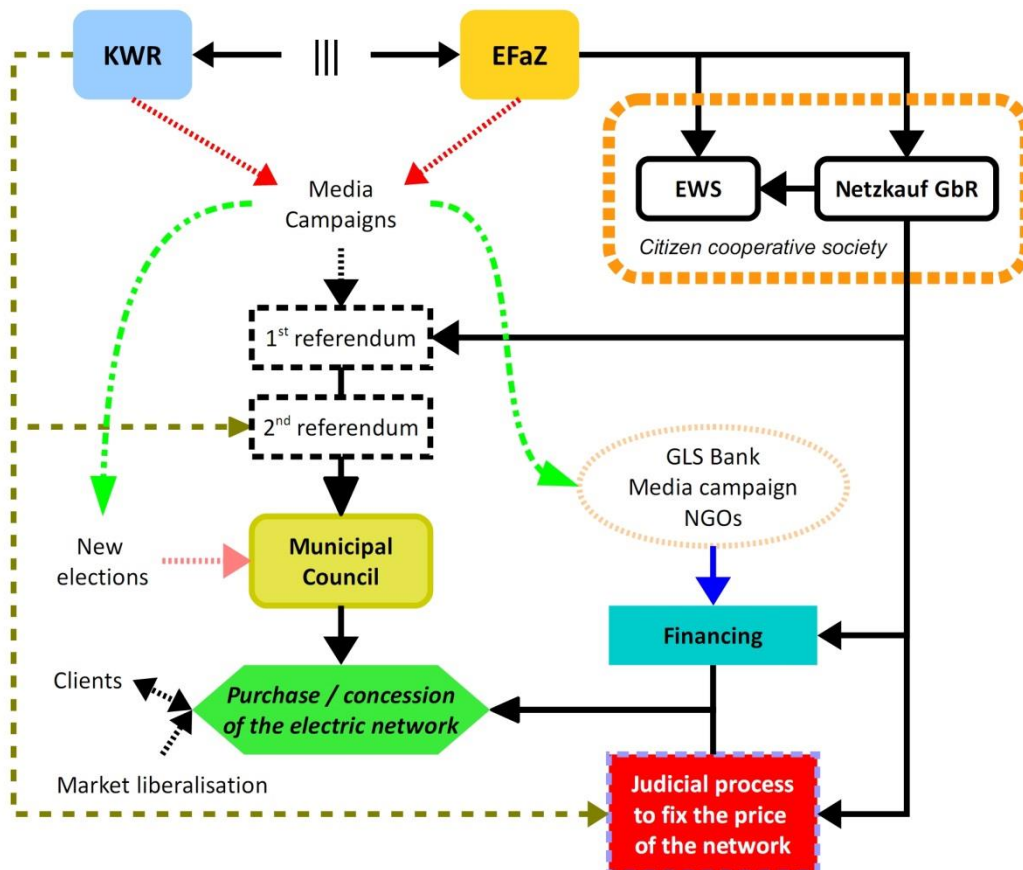 KWR
|||
EFaZ
EWS
Netzkauf GbR
Citizen cooperative society
Media
Campaigns
1st referendum
2nd referendum
GLS Bank
Media campaign
NGOs
New
elections
Municipal
Council
Financing
Clients
Purchase / concession
of the electric network
Market liberalisation
Judicial process
to fix the price
of the network